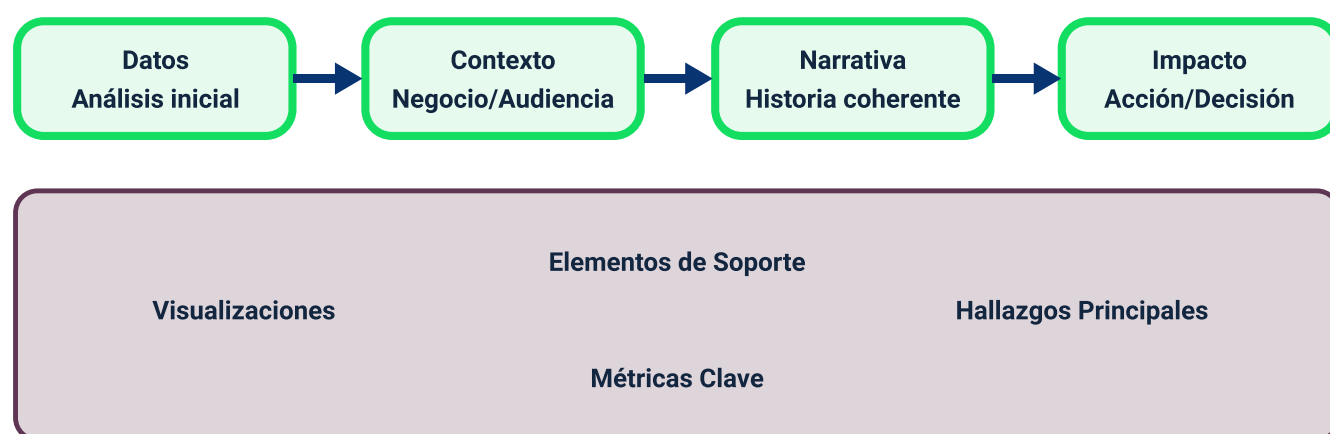 Datos
Análisis inicial
Contexto
Negocio/Audiencia
Narrativa
Historia coherente
Impacto
Acción/Decisión
Elementos de Soporte
Visualizaciones
Hallazgos Principales
Métricas Clave